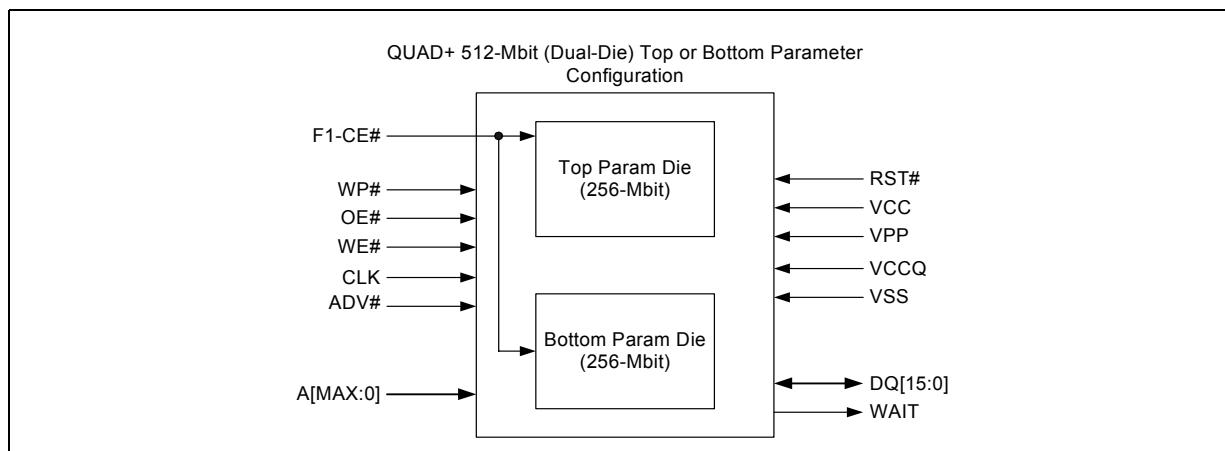 QUAD+ 512-Mbit (Dual-Die) Top or Bottom Parameter
Configuration
F1-CE#
WP#
OE#
WE#
CLK
ADV#
A[MAX:0]
Top Param Die
(256-Mbit)
Bottom Param Die
(256-Mbit)
RST#
VCC
VPP
VCCQ
VSS
DQ[15:0]
WAIT